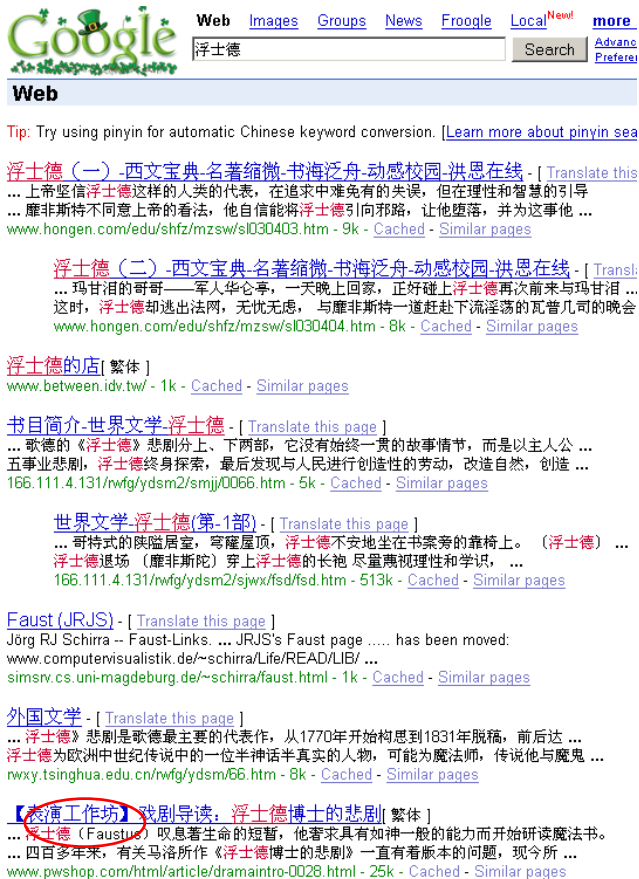 Google
Web Images Groups News Froogle Local New! more
浮士德 Search Advanc
Preferen
Web
Tip: Try using pinyin for automatic Chinese keyword conversion. [Learn more about pinyin sea
浮士德（一）-西文宝典-名著缩微-书海泛舟-动感校园-洪恩在线 - [ Translate this
... 上帝坚信浮士德这样的人类的代表，在追求中难免有的失误，但在理性和智慧的引导
... 靡非斯特不同意上帝的看法，他自信能将浮士德引向邪路，让他堕落，并为这事他 ...
www.hongen.com/edu/shfz/mzsw/sl030403.htm - 9k - Cached - Similar pages
浮士德（二）-西文宝典-名著缩微-书海泛舟-动感校园-洪恩在线 - [ Transl
... 玛甘泪的哥哥——军人华仑亭，一天晚上回家，正好碰上浮士德再次前来与玛甘泪 ...
这时，浮士德却逃出法网，无忧无虑， 与靡非斯特一道赶赴下流淫荡的瓦普几司的晚会
www.hongen.com/edu/shfz/mzsw/sl030404.htm - 8k - Cached - Similar pages
浮士德的店[ 繁体 ]
www.between.idv.tw/ - 1k - Cached - Similar pages
书目简介-世界文学-浮士德 - [ Translate this page ]
... 歌德的《浮士德》悲剧分上、下两部，它没有始终一贯的故事情节，而是以主人公 ...
五事业悲剧，浮士德终身探索，最后发现与人民进行创造性的劳动，改造自然，创造 ...
166.111.4.131/rwfg/ydsm2/smjj/0066.htm - 5k - Cached - Similar pages
世界文学-浮士德(第-1部) - [ Translate this page ]
... 哥特式的陕隘居室，穹窿屋顶，浮士德不安地坐在书案旁的靠椅上。 〔浮士德〕 ...
浮士德退场 〔靡非斯陀〕穿上浮士德的长袍 尽量蔑视理性和学识， ...
166.111.4.131/rwfg/ydsm2/sjwx/fsd/fsd.htm - 513k - Cached - Similar pages
Faust (JRJS) - [ Translate this page ]
Jörg RJ Schirra -- Faust-Links. ... JRJS's Faust page ..... has been moved:
www.computervisualistik.de/~schirra/Life/READ/LIB/ ...
simsrv.cs.uni-magdeburg.de/~schirra/faust.html - 1k - Cached - Similar pages
外国文学 - [ Translate this page ]
... 浮士德》悲剧是歌德最主要的代表作，从1770年开始构思到1831年脱稿，前后达 ...
浮士德为欧洲中世纪传说中的一位半神话半真实的人物，可能为魔法师，传说他与魔鬼 ...
rwxy.tsinghua.edu.cn/rwfg/ydsm/66.htm - 8k - Cached - Similar pages
【表演工作坊】戏剧导读：浮士德博士的悲剧[ 繁体 ]
... 浮士德（Faustus）叹息著生命的短暂，他奢求具有如神一般的能力而开始研读魔法书。
... 四百多年来，有关马洛所作《浮士德博士的悲剧》一直有着版本的问题，现今所 ...
www.pwshop.com/html/article/dramaintro-0028.html - 25k - Cached - Similar pages